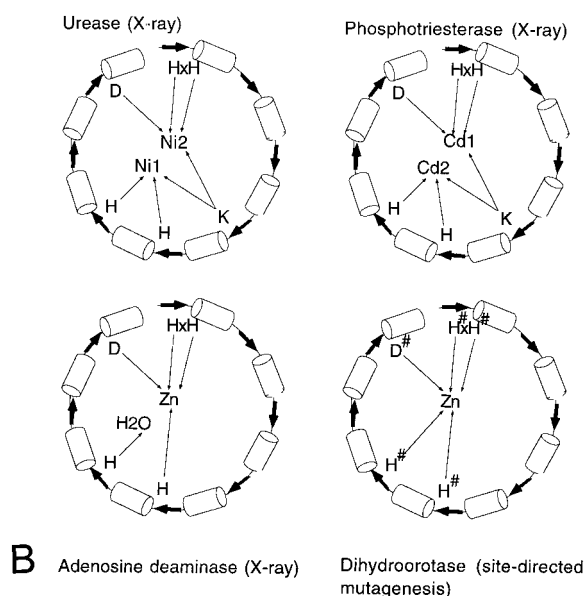 Urease (X-ray)
Phosphotriesterase (X-ray)
HxH
D
Ni2
Ni1
H
H
K
HxH
D
Cd1
Cd2
H
H
K
HxH
D
Zn
H2O
H
H
H#xH#
D#
Zn
H#
H#
B
Adenosine deaminase (X-ray)
Dihydroorotase (site-directed
mutagenesis)